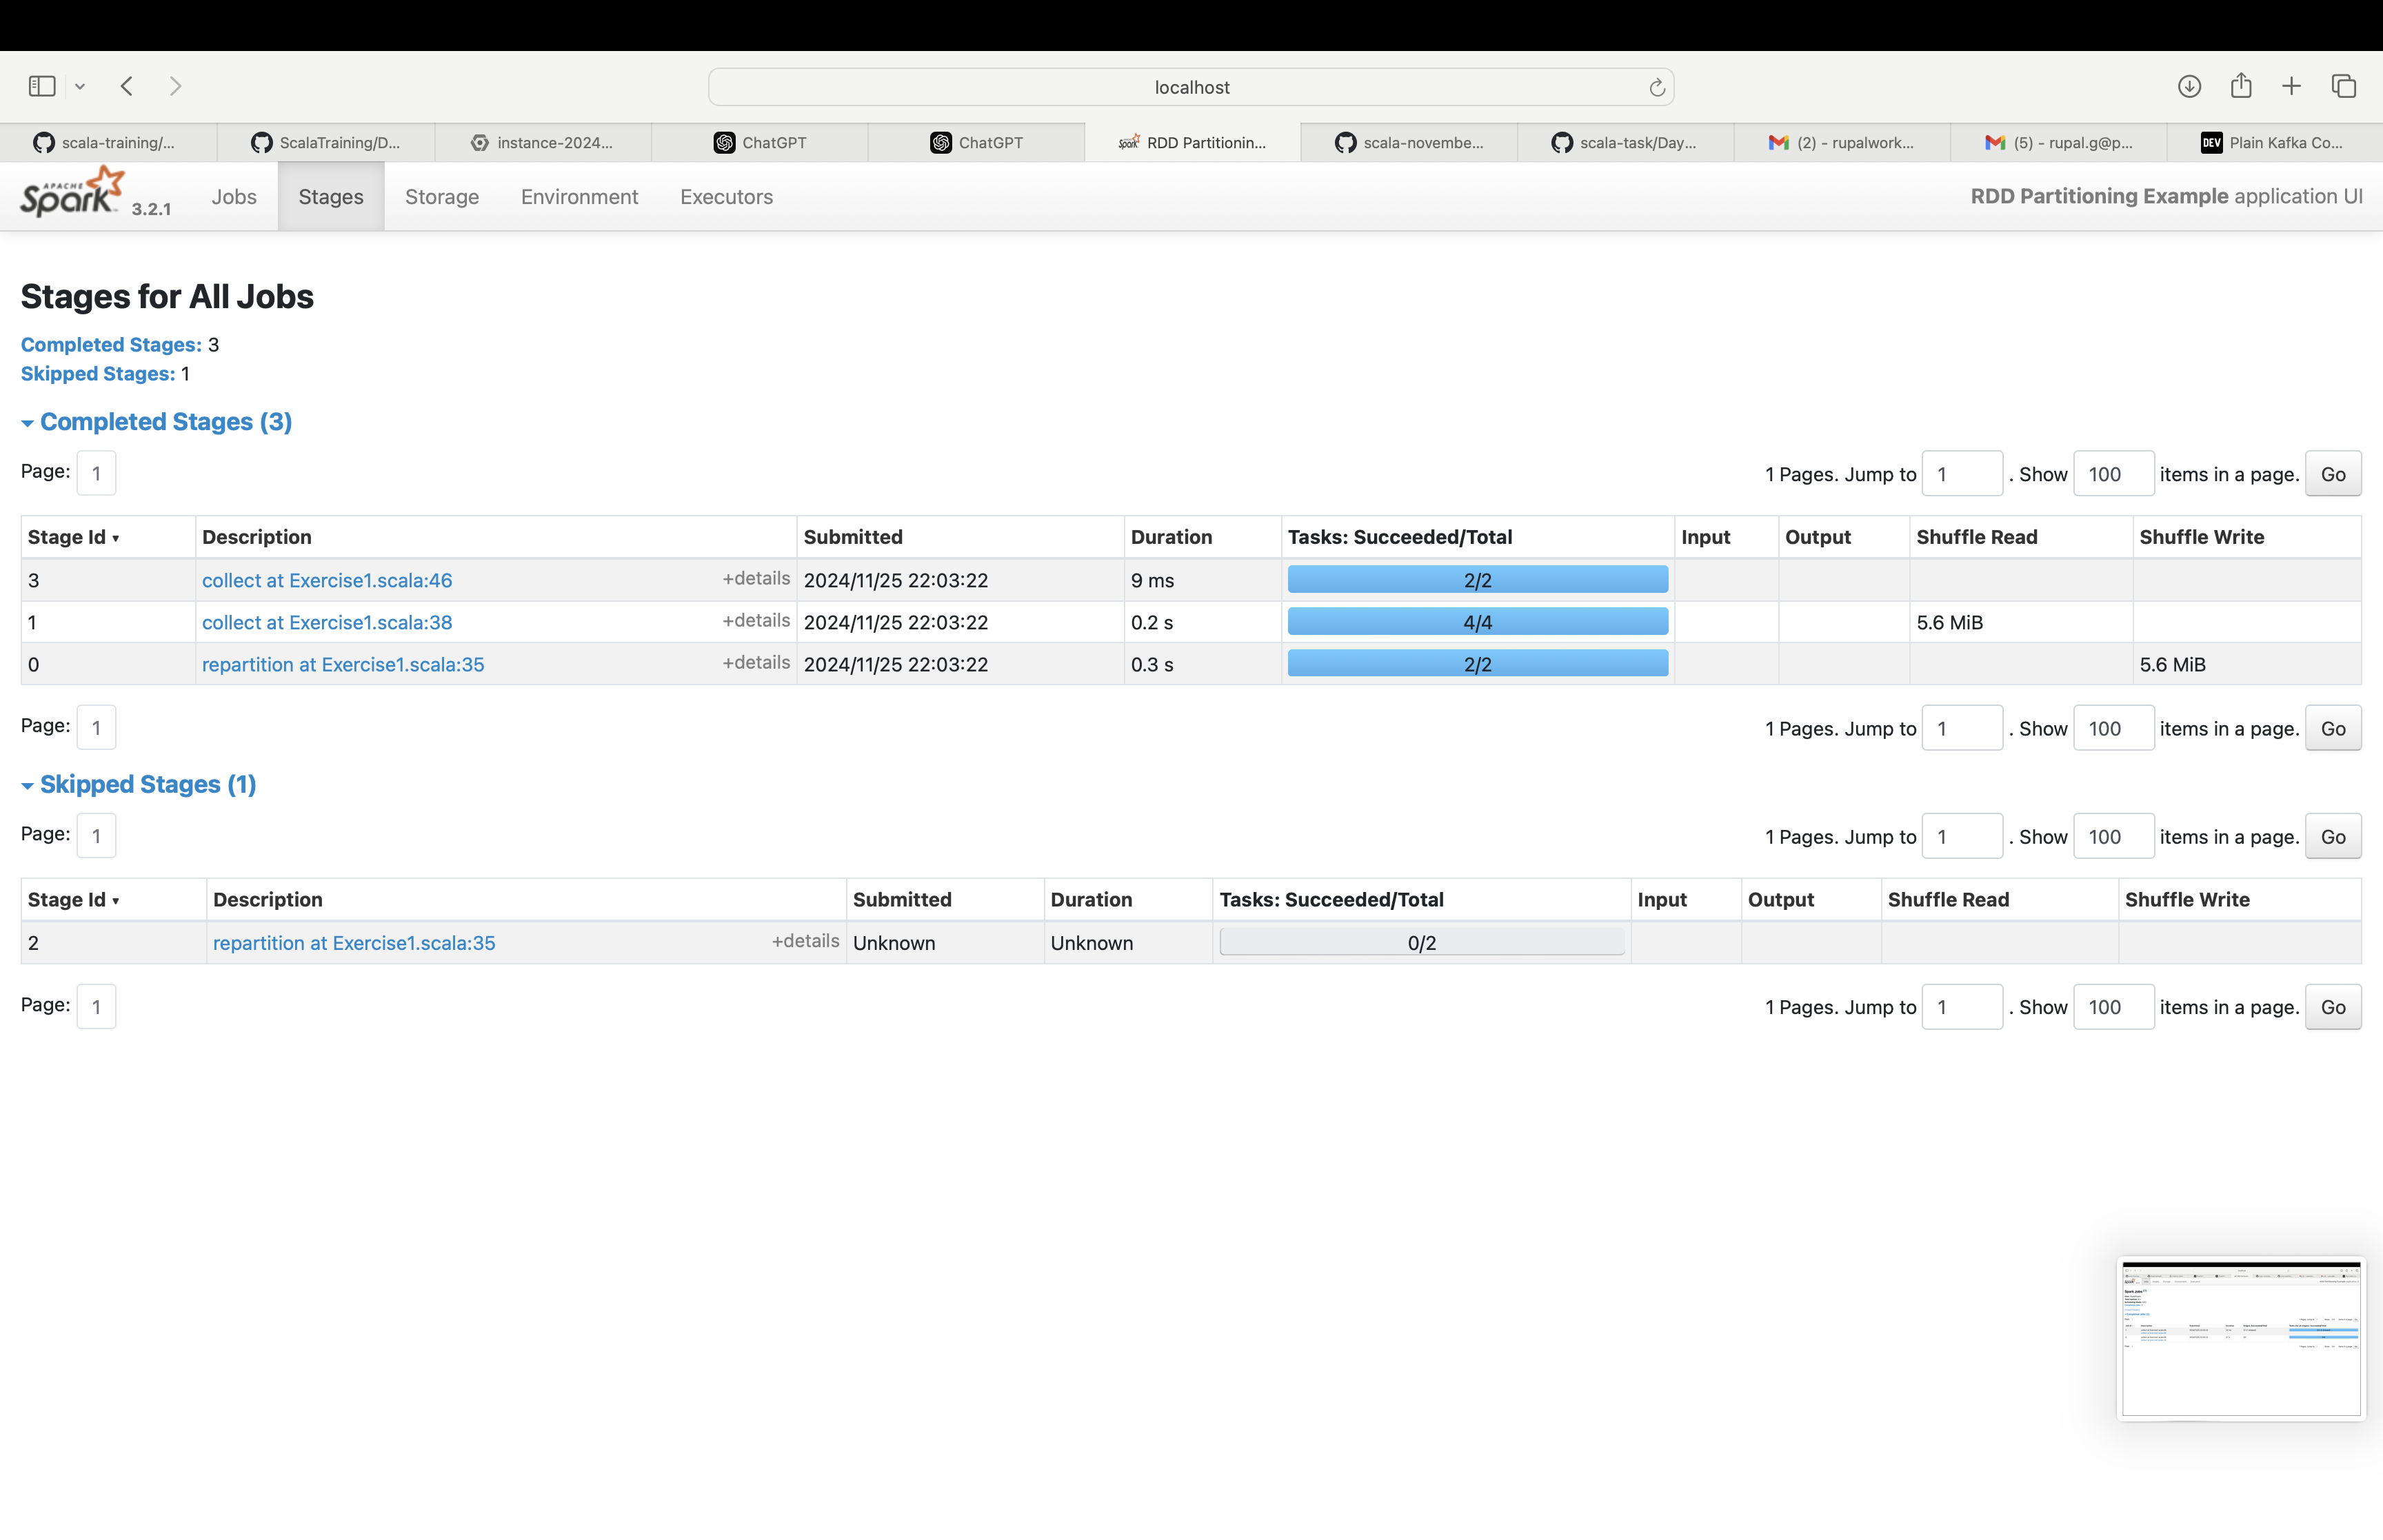 localhost
scala-training/...
ScalaTraining/D...
instance-2024...
ChatGPT
ChatGPT
Spark RDD Partitionin...
scala-novembe...
scala-task/Day...
(2) - rupalwork...
(5) - rupal.g@p...
DEV Plain Kafka Co...
APACHE Spark 3.2.1
Jobs
Stages
Storage
Environment
Executors
RDD Partitioning Example application UI
Stages for All Jobs
Completed Stages: 3
Skipped Stages: 1
Completed Stages (3)
Page: 1
1 Pages. Jump to 1 . Show 100 items in a page. Go
Stage Id ▾ Description Submitted Duration Tasks: Succeeded/Total Input Output Shuffle Read Shuffle Write
3 collect at Exercise1.scala:46 +details 2024/11/25 22:03:22 9 ms 2/2
1 collect at Exercise1.scala:38 +details 2024/11/25 22:03:22 0.2 s 4/4 5.6 MiB
0 repartition at Exercise1.scala:35 +details 2024/11/25 22:03:22 0.3 s 2/2 5.6 MiB
Page: 1
1 Pages. Jump to 1 . Show 100 items in a page. Go
Skipped Stages (1)
Page: 1
1 Pages. Jump to 1 . Show 100 items in a page. Go
Stage Id ▾ Description Submitted Duration Tasks: Succeeded/Total Input Output Shuffle Read Shuffle Write
2 repartition at Exercise1.scala:35 +details Unknown Unknown 0/2
Page: 1
1 Pages. Jump to 1 . Show 100 items in a page. Go